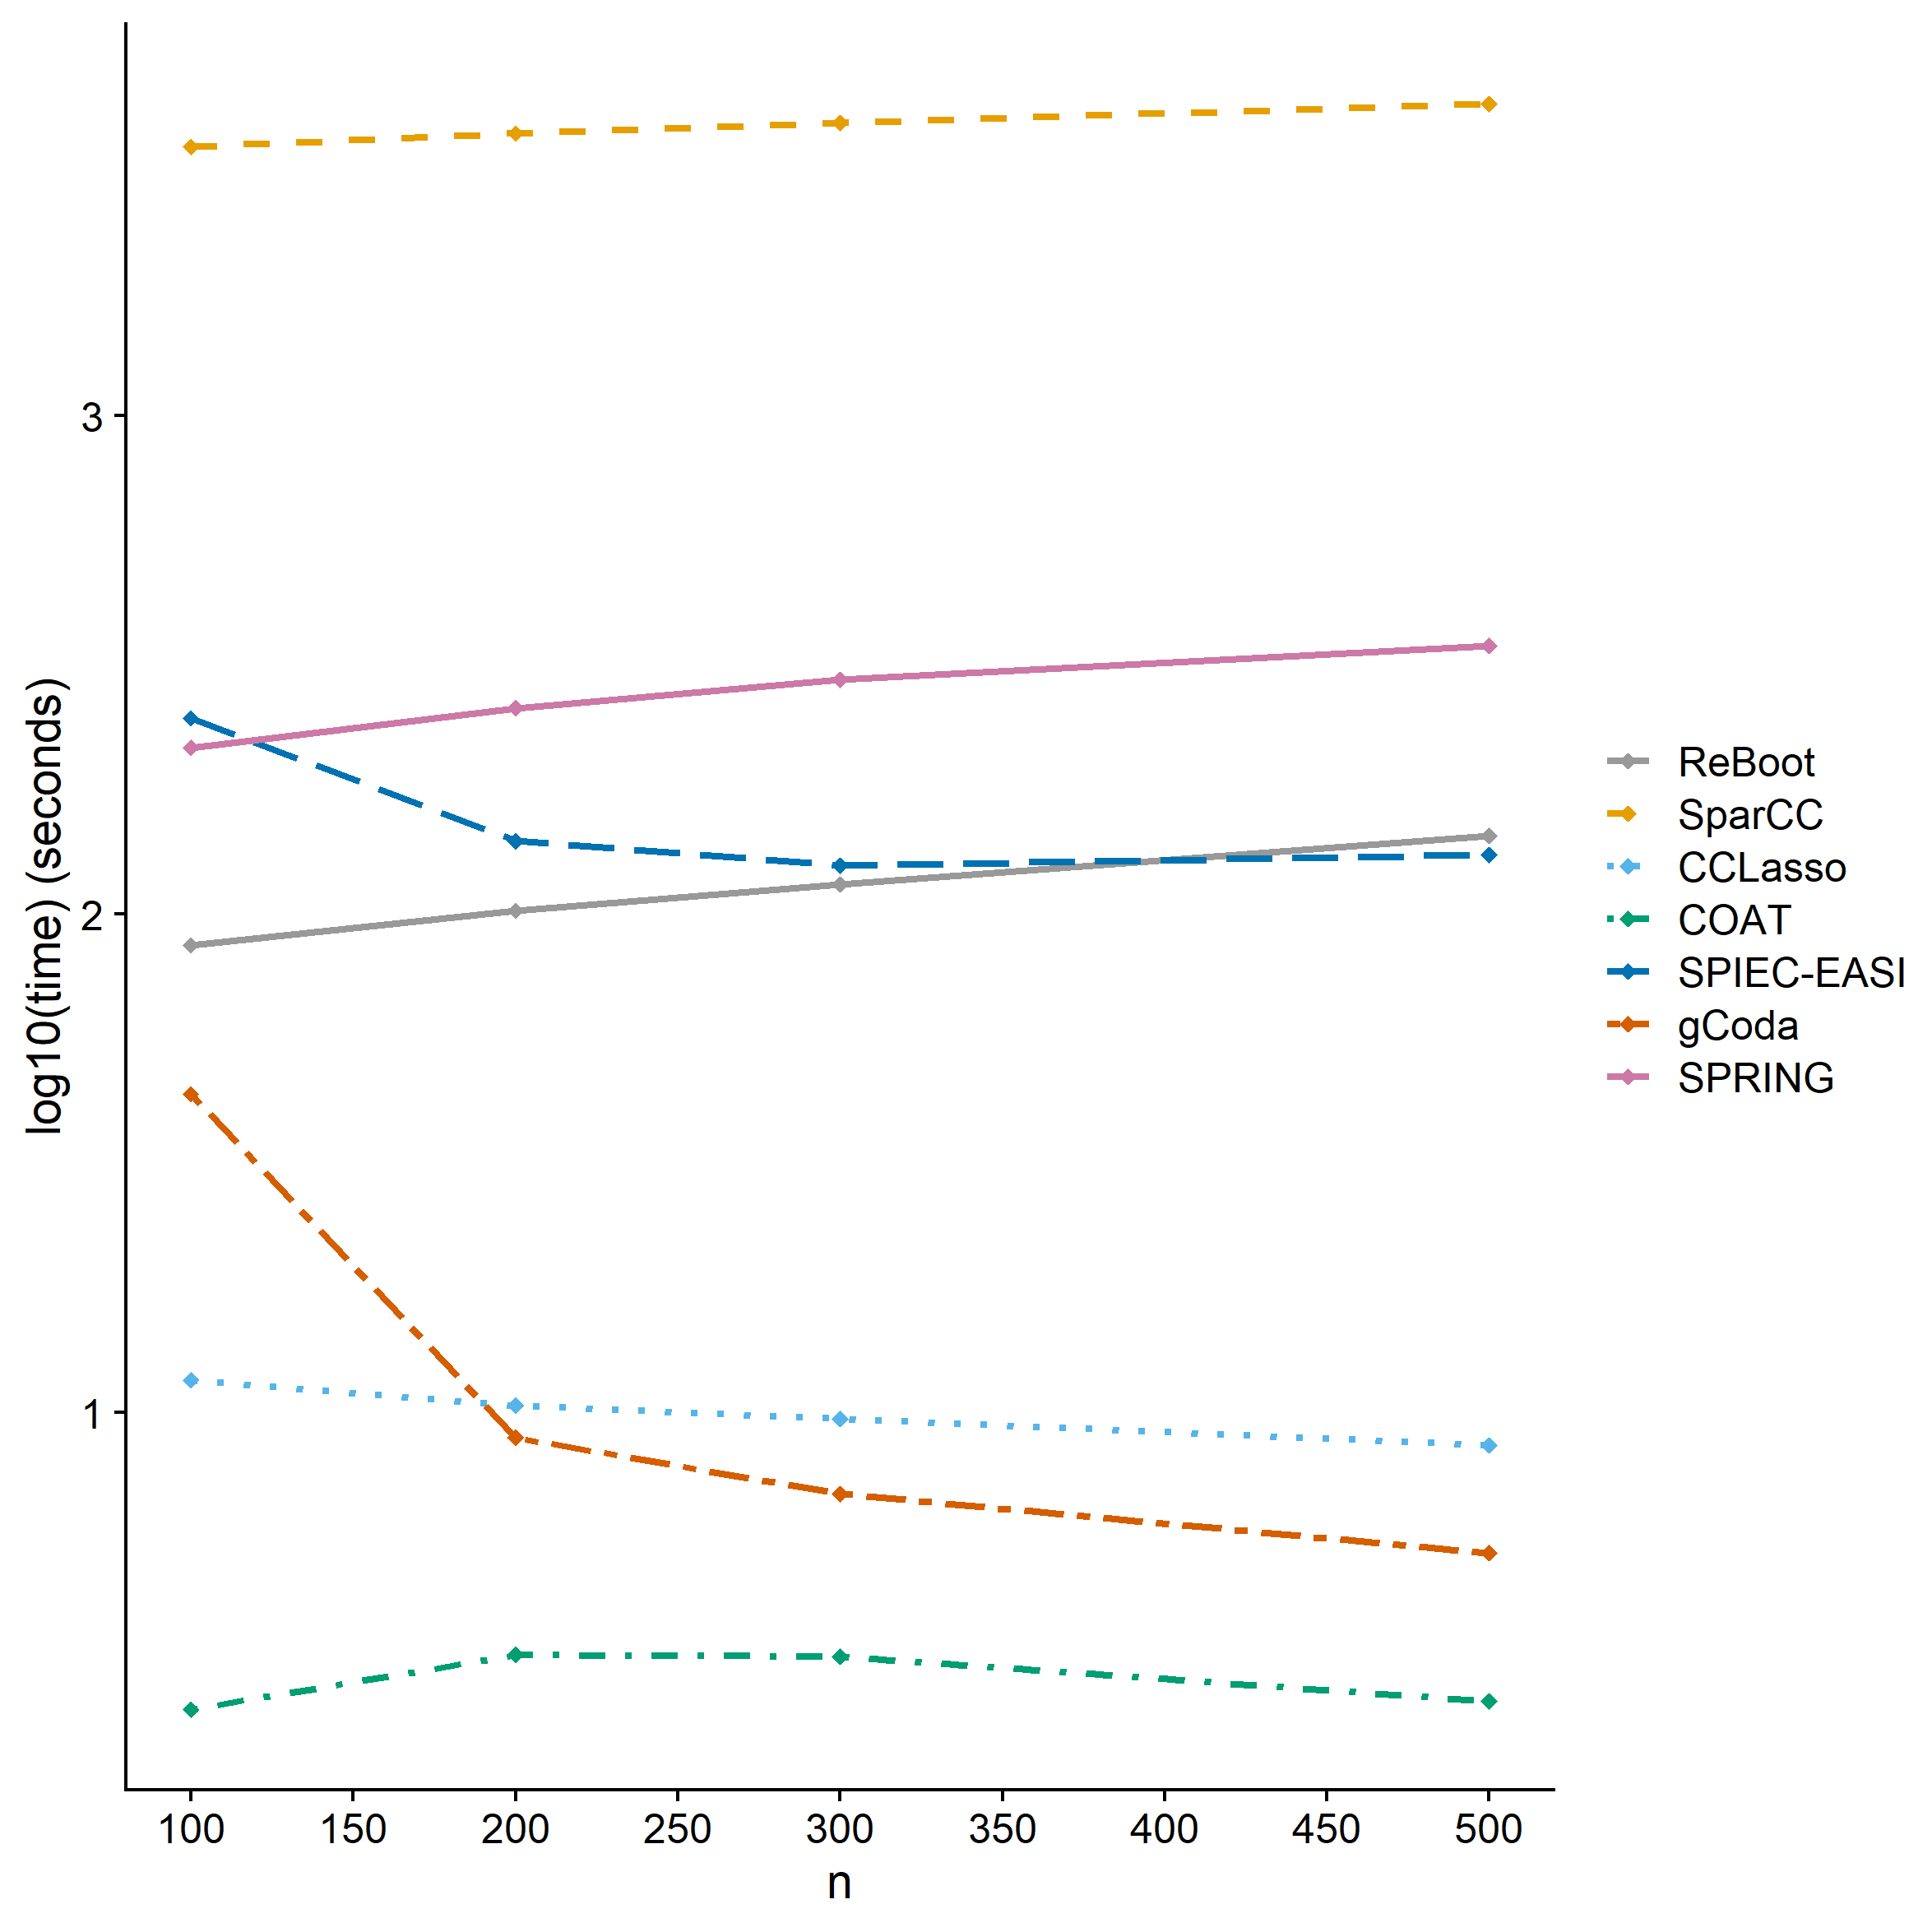 log10(time) (seconds)
3
2
1
100 150 200 250 300 350 400 450 500
n
ReBoot
SparCC
CCLasso
COAT
SPIEC-EASI
gCoda
SPRING